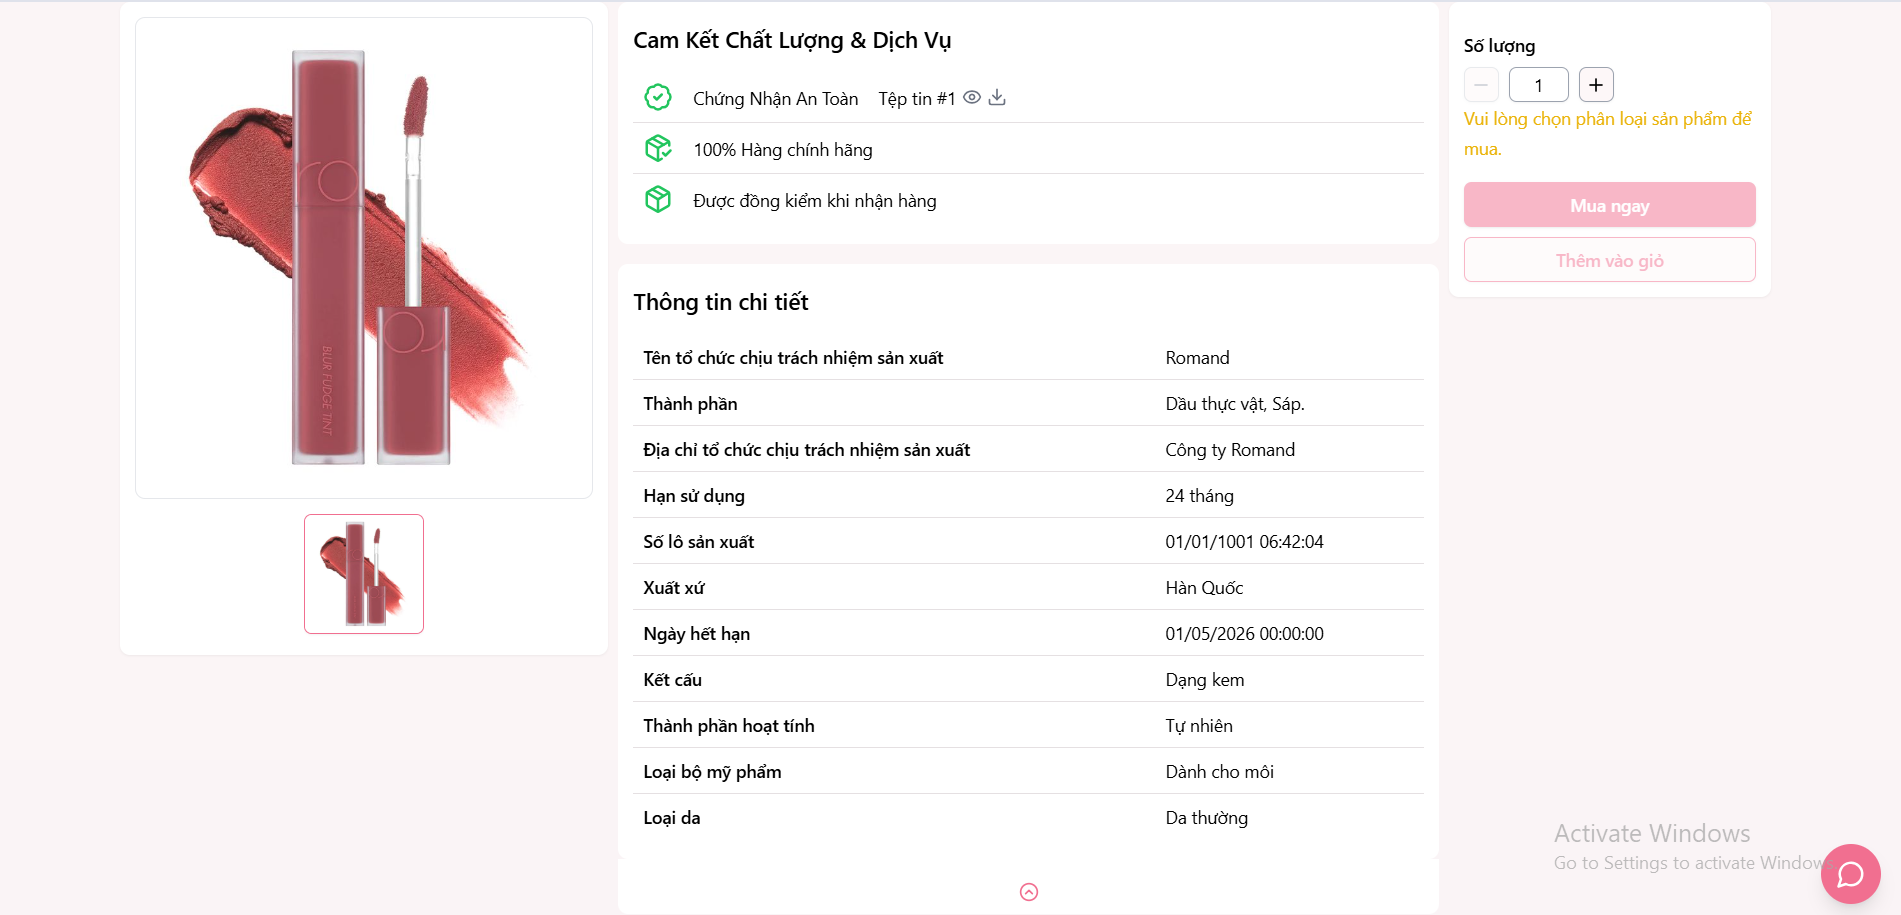 BLUR FUDGE TINT
Cam Kết Chất Lượng & Dịch Vụ
Chứng Nhận An Toàn Tệp tin #1
100% Hàng chính hãng
Được đồng kiểm khi nhận hàng
Thông tin chi tiết
Tên tổ chức chịu trách nhiệm sản xuất Romand
Thành phần Dầu thực vật, Sáp.
Địa chỉ tổ chức chịu trách nhiệm sản xuất Công ty Romand
Hạn sử dụng 24 tháng
Số lô sản xuất 01/01/1001 06:42:04
Xuất xứ Hàn Quốc
Ngày hết hạn 01/05/2026 00:00:00
Kết cấu Dạng kem
Thành phần hoạt tính Tự nhiên
Loại bộ mỹ phẩm Dành cho môi
Loại da Da thường
Số lượng
1
Vui lòng chọn phân loại sản phẩm để
mua.
Mua ngay
Thêm vào giỏ
Activate Windows
Go to Settings to activate Windows